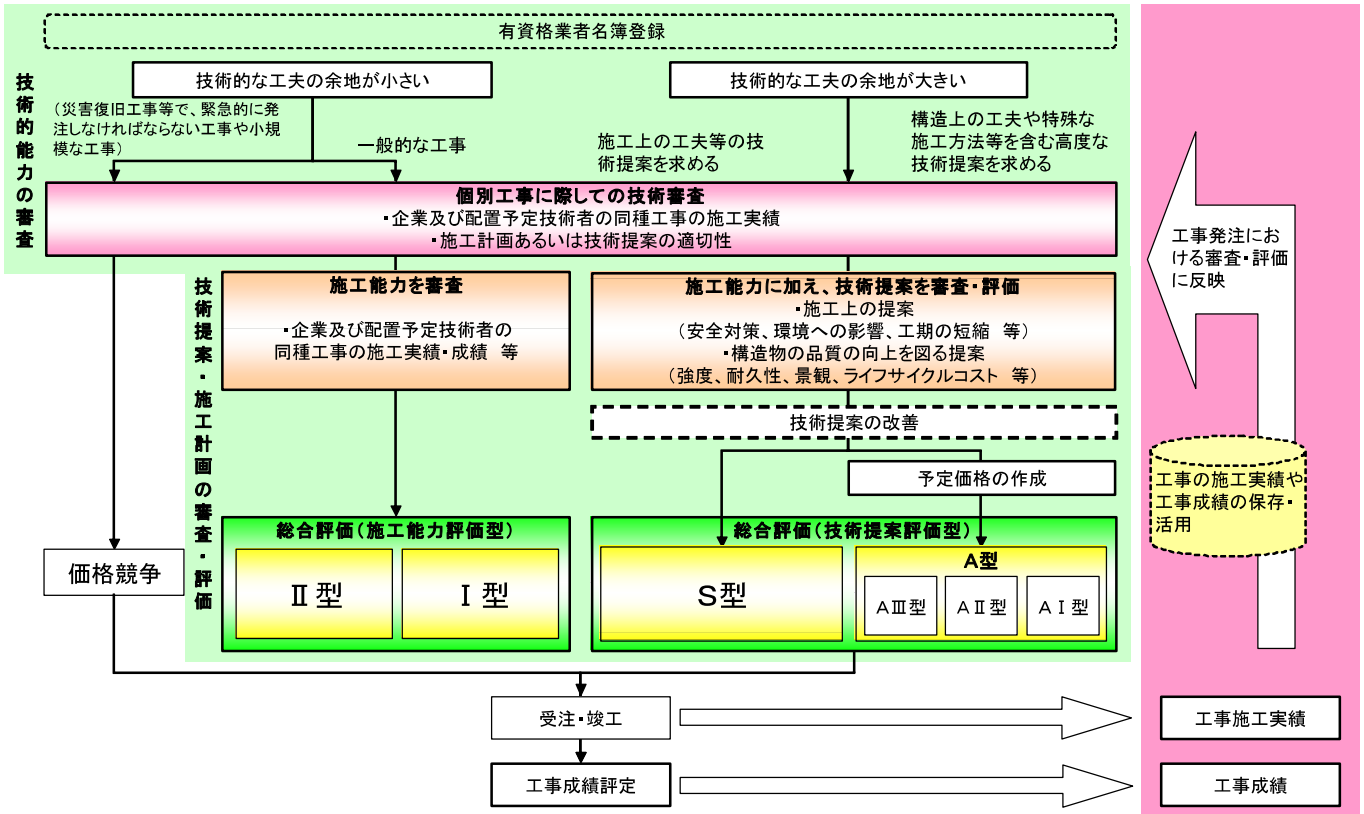 有資格業者名簿登録
技術的能力の審査
技術的な工夫の余地が小さい
技術的な工夫の余地が大きい
(災害復旧工事等で、緊急的に発
注しなければならない工事や小規
模な工事)
一般的な工事
施工上の工夫等の技
術提案を求める
構造上の工夫や特殊な
施工方法等を含む高度な
技術提案を求める
個別工事に際しての技術審査
・企業及び配置予定技術者の同種工事の施工実績
・施工計画あるいは技術提案の適切性
工事発注にお
ける審査・評価
に反映
技術提案・施工計画の審査・評価
施工能力を審査
・企業及び配置予定技術者の
同種工事の施工実績・成績 等
施工能力に加え、技術提案を審査・評価
・施工上の提案
(安全対策、環境への影響、工期の短縮 等)
・構造物の品質の向上を図る提案
(強度、耐久性、景観、ライフサイクルコスト 等)
技術提案の改善
予定価格の作成
工事の施工実績や
工事成績の保存・
活用
総合評価(施工能力評価型)
総合評価(技術提案評価型)
価格競争
Ⅱ型
Ⅰ型
S型
A型
AⅢ型
AⅡ型
AⅠ型
受注・竣工
工事施工実績
工事成績評定
工事成績